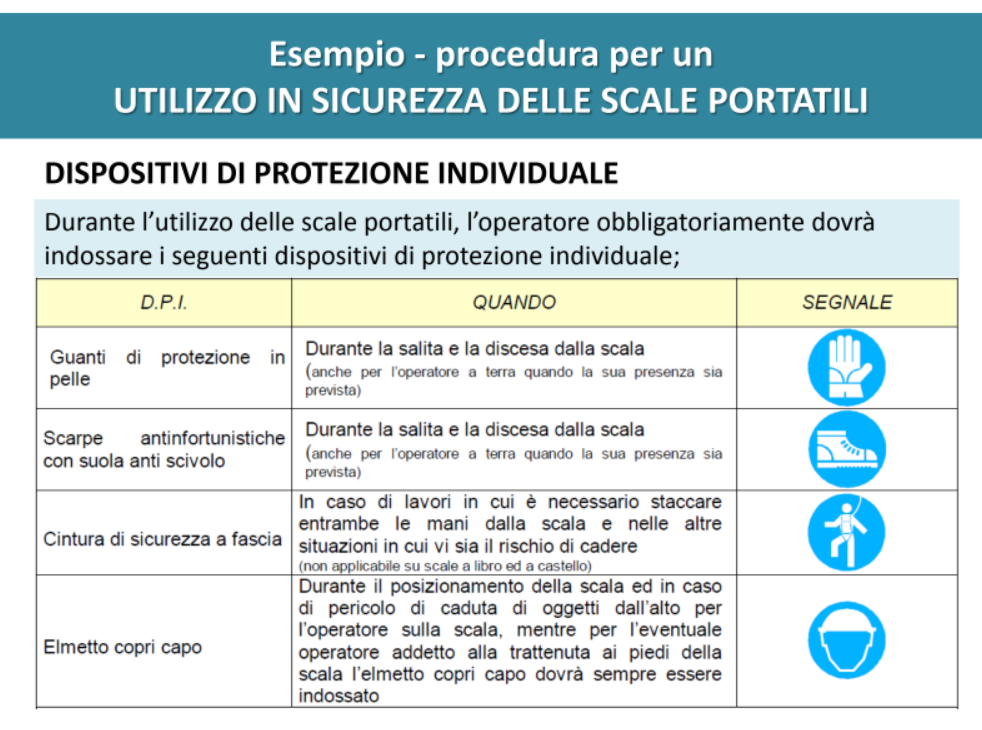 Esempio - procedura per un
UTILIZZO IN SICUREZZA DELLE SCALE PORTATILI
DISPOSITIVI DI PROTEZIONE INDIVIDUALE
Durante l'utilizzo delle scale portatili, l'operatore obbligatoriamente dovrà
indossare i seguenti dispositivi di protezione individuale;
D.P.I.
QUANDO
SEGNALE
Guanti di protezione in
pelle
Durante la salita e la discesa dalla scala
(anche per l'operatore a terra quando la sua presenza sia
prevista)
Scarpe antinfortunistiche
con suola anti scivolo
Durante la salita e la discesa dalla scala
(anche per l'operatore a terra quando la sua presenza sia
prevista)
Cintura di sicurezza a fascia
In caso di lavori in cui è necessario staccare
entrambe le mani dalla scala e nelle altre
situazioni in cui vi sia il rischio di cadere
(non applicabile su scale a libro ed a castello)
Elmetto copri capo
Durante il posizionamento della scala ed in caso
di pericolo di caduta di oggetti dall'alto per
l'operatore sulla scala, mentre per l'eventuale
operatore addetto alla trattenuta ai piedi della
scala l'elmetto copri capo dovrà sempre essere
indossato